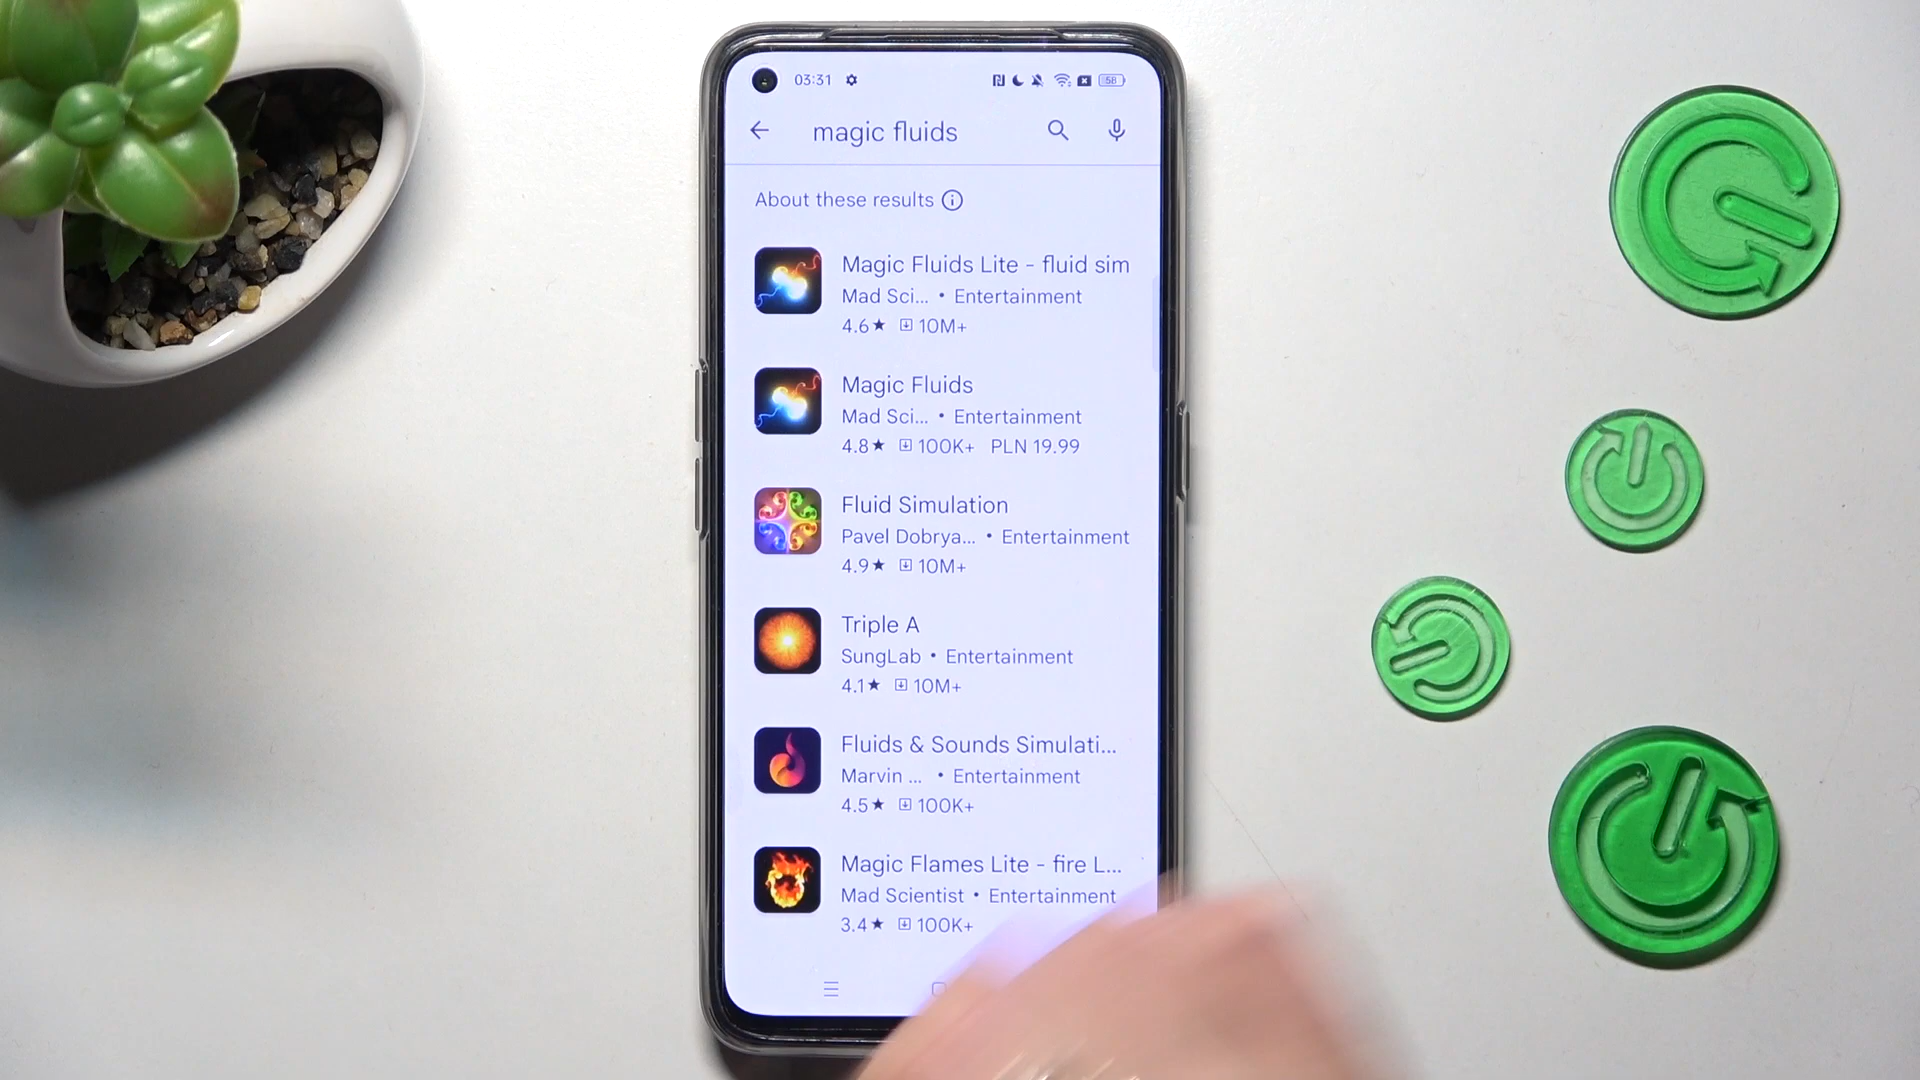 03:31
58
magic fluids
About these results
Magic Fluids Lite - fluid sim
Mad Sci... • Entertainment
4.6★ 10M+
Magic Fluids
Mad Sci... • Entertainment
4.8★ 100K+ PLN 19.99
Fluid Simulation
Pavel Dobrya... • Entertainment
4.9★ 10M+
Triple A
SungLab • Entertainment
4.1★ 10M+
Fluids & Sounds Simulati...
Marvin ... • Entertainment
4.5★ 100K+
Magic Flames Lite - fire L...
Mad Scientist • Entertainment
3.4★ 100K+